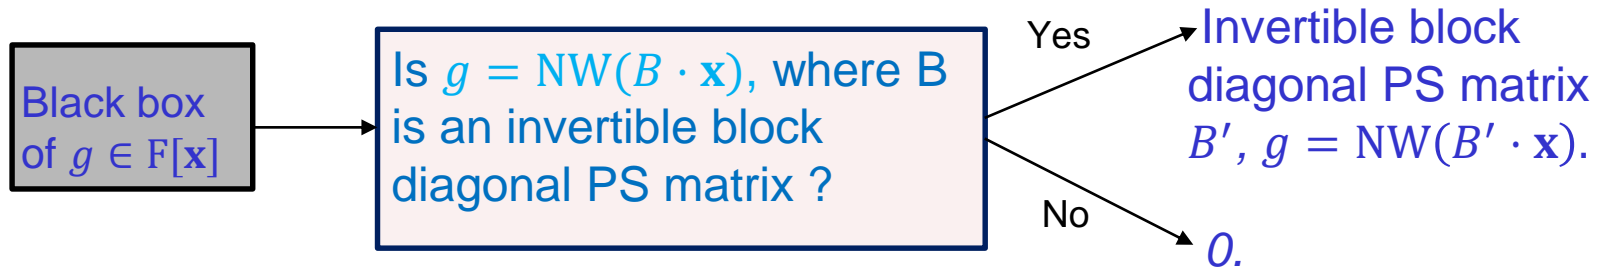 Black box
of g ∈ F[𝐱]
Is g = NW(B · 𝐱), where B
is an invertible block
diagonal PS matrix ?
Yes
No
Invertible block
diagonal PS matrix
B′, g = NW(B′ · 𝐱).
0.